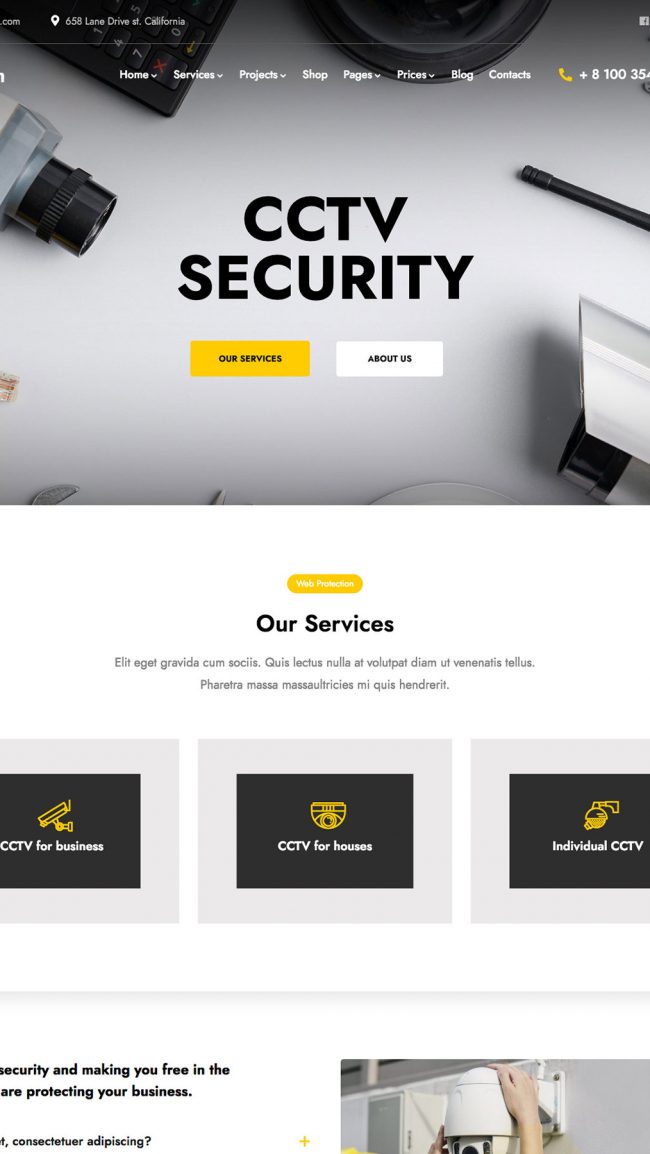 .com
658 Lane Drive st. California
Home
Services
Projects
Shop
Pages
Prices
Blog
Contacts
+ 8 100 354
CCTV
SECURITY
OUR SERVICES
ABOUT US
Web Protection
Our Services
Elit eget gravida cum sociis. Quis lectus nulla at volutpat diam ut venenatis tellus.
Pharetra massa massaultricies mi quis hendrerit.
CCTV for business
CCTV for houses
Individual CCTV
security and making you free in the
are protecting your business.
et, consectetuer adipiscing?